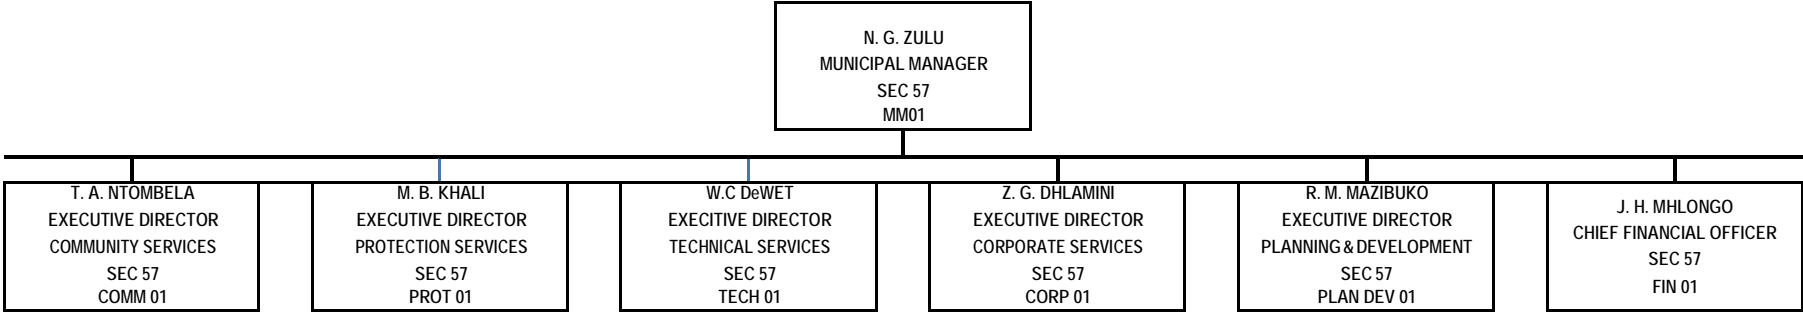 N. G. ZULU
MUNICIPAL MANAGER
SEC 57
MM01
T. A. NTOMBELA
EXECUTIVE DIRECTOR
COMMUNITY SERVICES
SEC 57
COMM 01
M. B. KHALI
EXECUTIVE DIRECTOR
PROTECTION SERVICES
SEC 57
PROT 01
W.C DeWET
EXECITIVE DIRECTOR
TECHNICAL SERVICES
SEC 57
TECH 01
Z. G. DHLAMINI
EXECUTIVE DIRECTOR
CORPORATE SERVICES
SEC 57
CORP 01
R. M. MAZIBUKO
EXECUTIVE DIRECTOR
PLANNING & DEVELOPMENT
SEC 57
PLAN DEV 01
J. H. MHLONGO
CHIEF FINANCIAL OFFICER
SEC 57
FIN 01